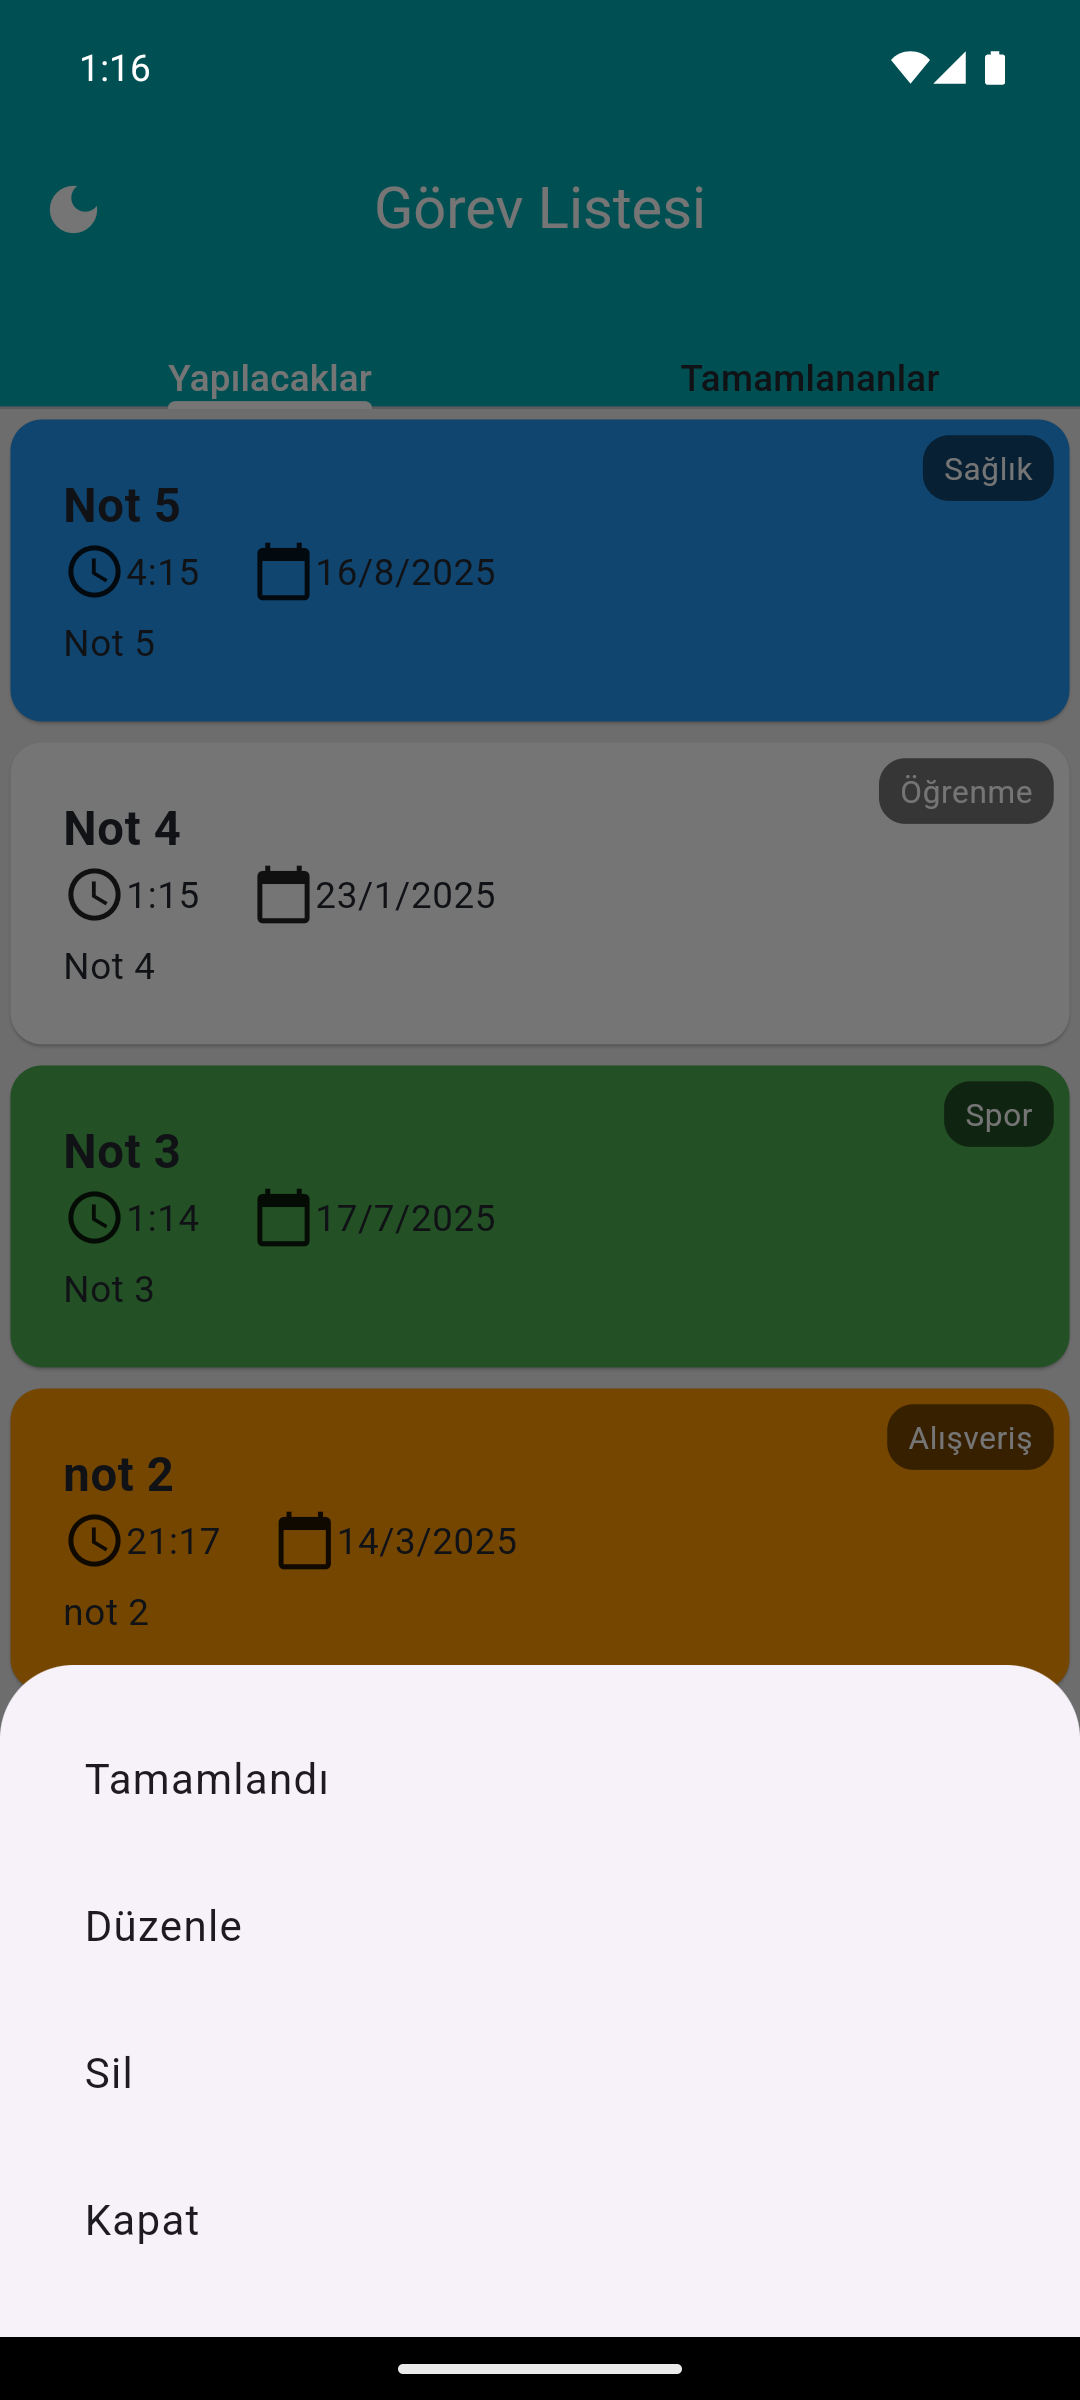 1:16
Görev Listesi
Yapılacaklar Tamamlananlar
Sağlık
Not 5
4:15 16/8/2025
Not 5
Öğrenme
Not 4
1:15 23/1/2025
Not 4
Spor
Not 3
1:14 17/7/2025
Not 3
Alışveriş
not 2
21:17 14/3/2025
not 2
Tamamlandı
Düzenle
Sil
Kapat